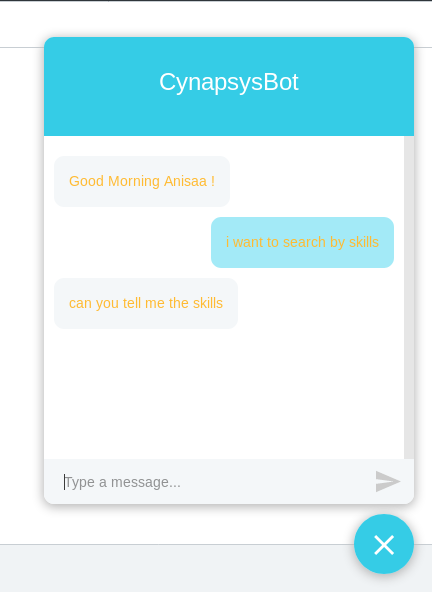 CynapsysBot
Good Morning Anisaa !
i want to search by skills
can you tell me the skills
Type a message...